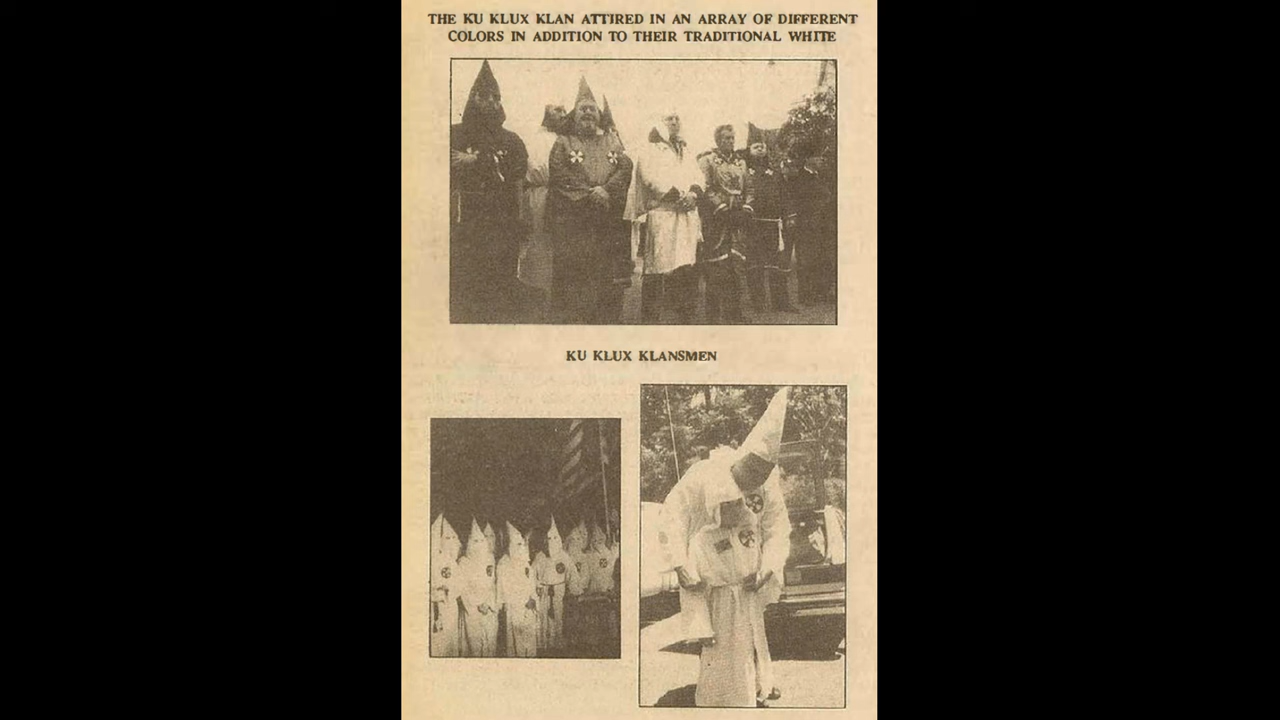 THE KU KLUX KLAN ATTIRED IN AN ARRAY OF DIFFERENT
COLORS IN ADDITION TO THEIR TRADITIONAL WHITE
KU KLUX KLANSMEN